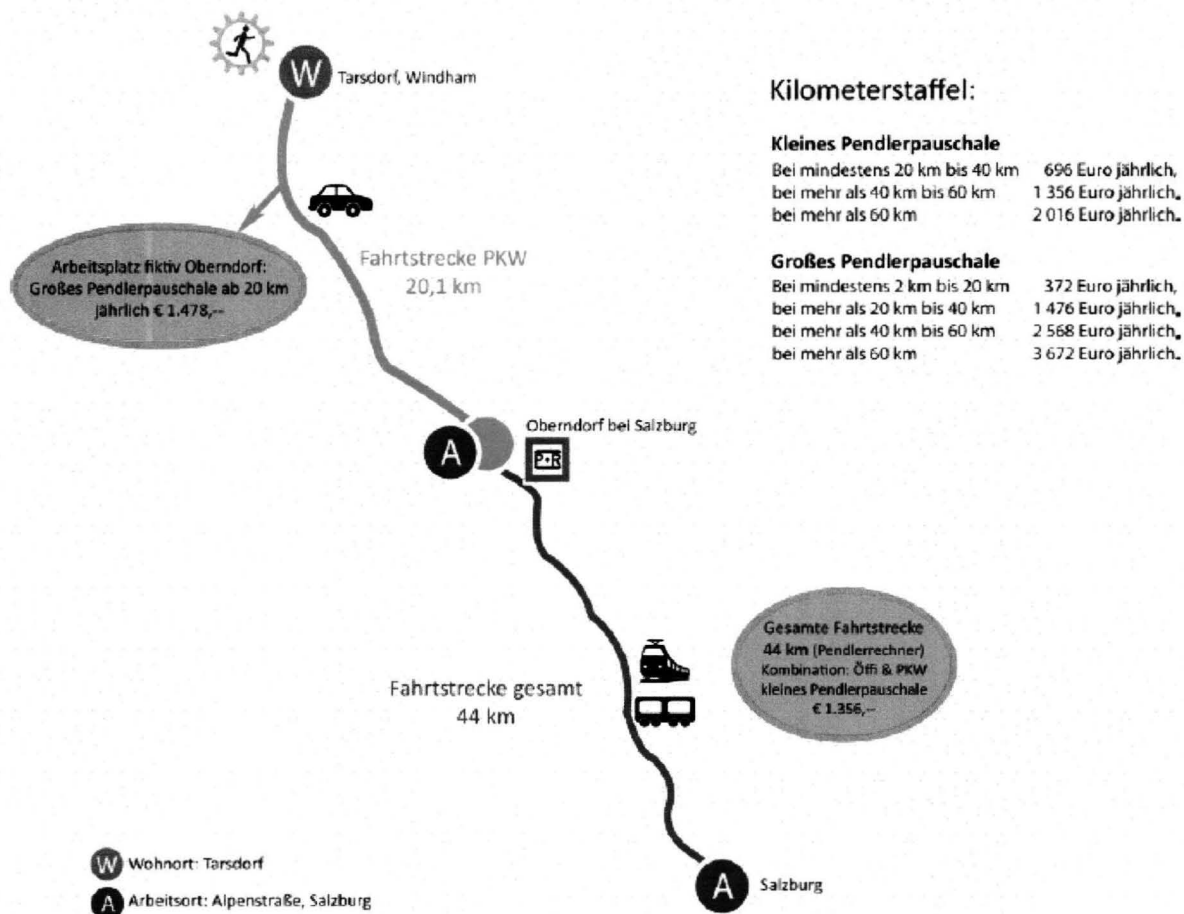 W
Tarsdorf, Windham
Kilometerstaffel:
Kleines Pendlerpauschale
Bei mindestens 20 km bis 40 km 696 Euro jährlich,
bei mehr als 40 km bis 60 km 1 356 Euro jährlich,
bei mehr als 60 km 2 016 Euro jährlich.
Großes Pendlerpauschale
Bei mindestens 2 km bis 20 km 372 Euro jährlich,
bei mehr als 20 km bis 40 km 1 476 Euro jährlich,
bei mehr als 40 km bis 60 km 2 568 Euro jährlich,
bei mehr als 60 km 3 672 Euro jährlich.
Fahrtstrecke PKW
20,1 km
Arbeitsplatz fiktiv Oberndorf:
Großes Pendlerpauschale ab 20 km
jährlich € 1.478,--
Oberndorf bei Salzburg
A
P+R
Gesamte Fahrtstrecke
44 km (Pendlerrechner)
Kombination: Öffi & PKW
kleines Pendlerpauschale
€ 1.356,--
Fahrtstrecke gesamt
44 km
W Wohnort: Tarsdorf
A Arbeitsort: Alpenstraße, Salzburg
A
Salzburg